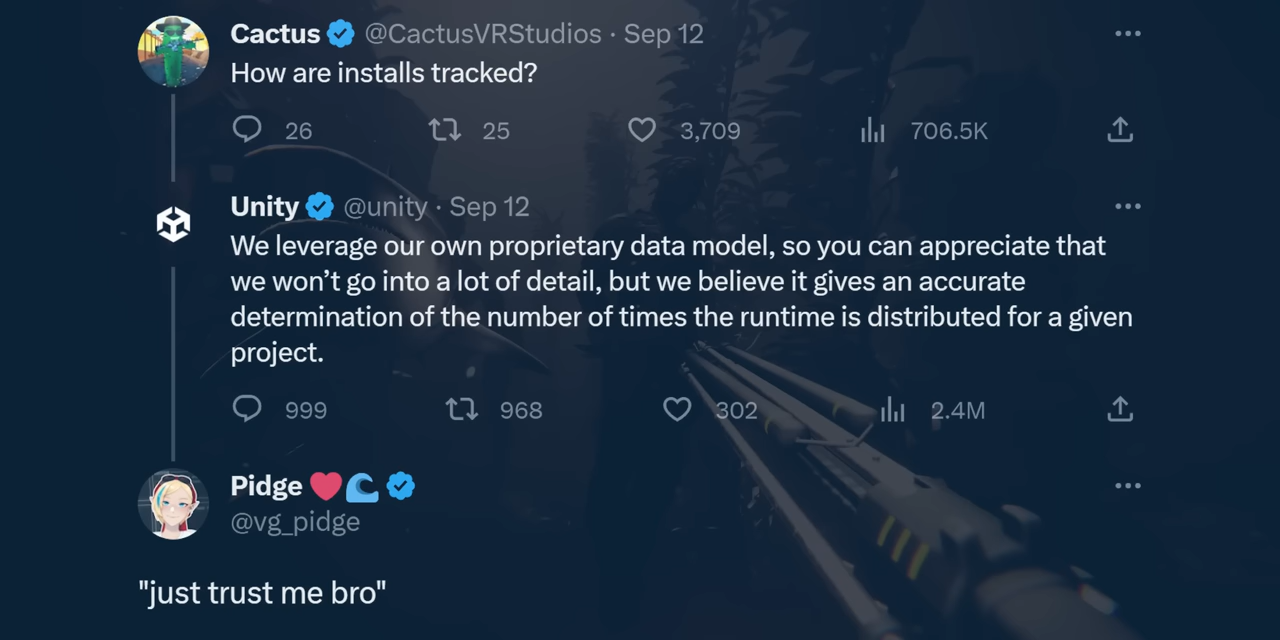 Cactus @CactusVRStudios · Sep 12
How are installs tracked?
26 25 3,709 706.5K
Unity @unity · Sep 12
We leverage our own proprietary data model, so you can appreciate that
we won’t go into a lot of detail, but we believe it gives an accurate
determination of the number of times the runtime is distributed for a given
project.
999 968 302 2.4M
Pidge ❤️🌊
@vg_pidge
"just trust me bro"